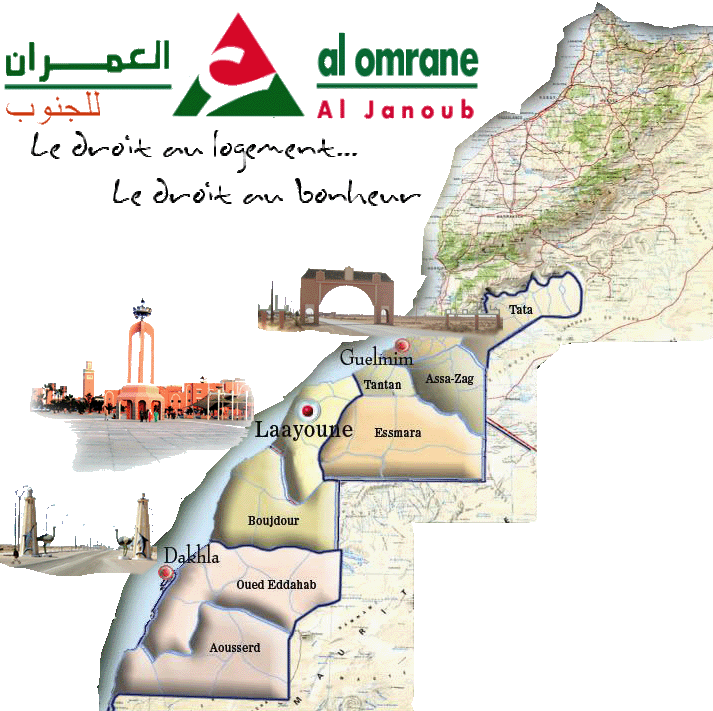 العمران
للجنوب
al omrane
Al Janoub
Le droit au logement...
Le droit au bonheur
Tata
Guelmim
Assa-Zag
Tantan
Laayoune
Essmara
Boujdour
Dakhla
Oued Eddahab
Aousserd